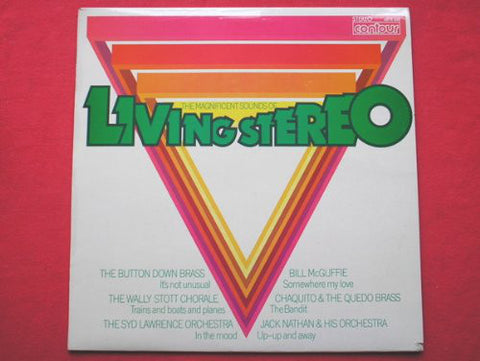 STEREO
contour
THE MAGNIFICENT SOUNDS OF
LIVING STEREO
THE BUTTON DOWN BRASS
It's not unusual
THE WALLY STOTT CHORALE
Trains and boats and planes
THE SYD LAWRENCE ORCHESTRA
In the mood
BILL McGUFFIE
Somewhere my love
CHAQUITO & THE QUEDO BRASS
The Bandit
JACK NATHAN & HIS ORCHESTRA
Up-up and away